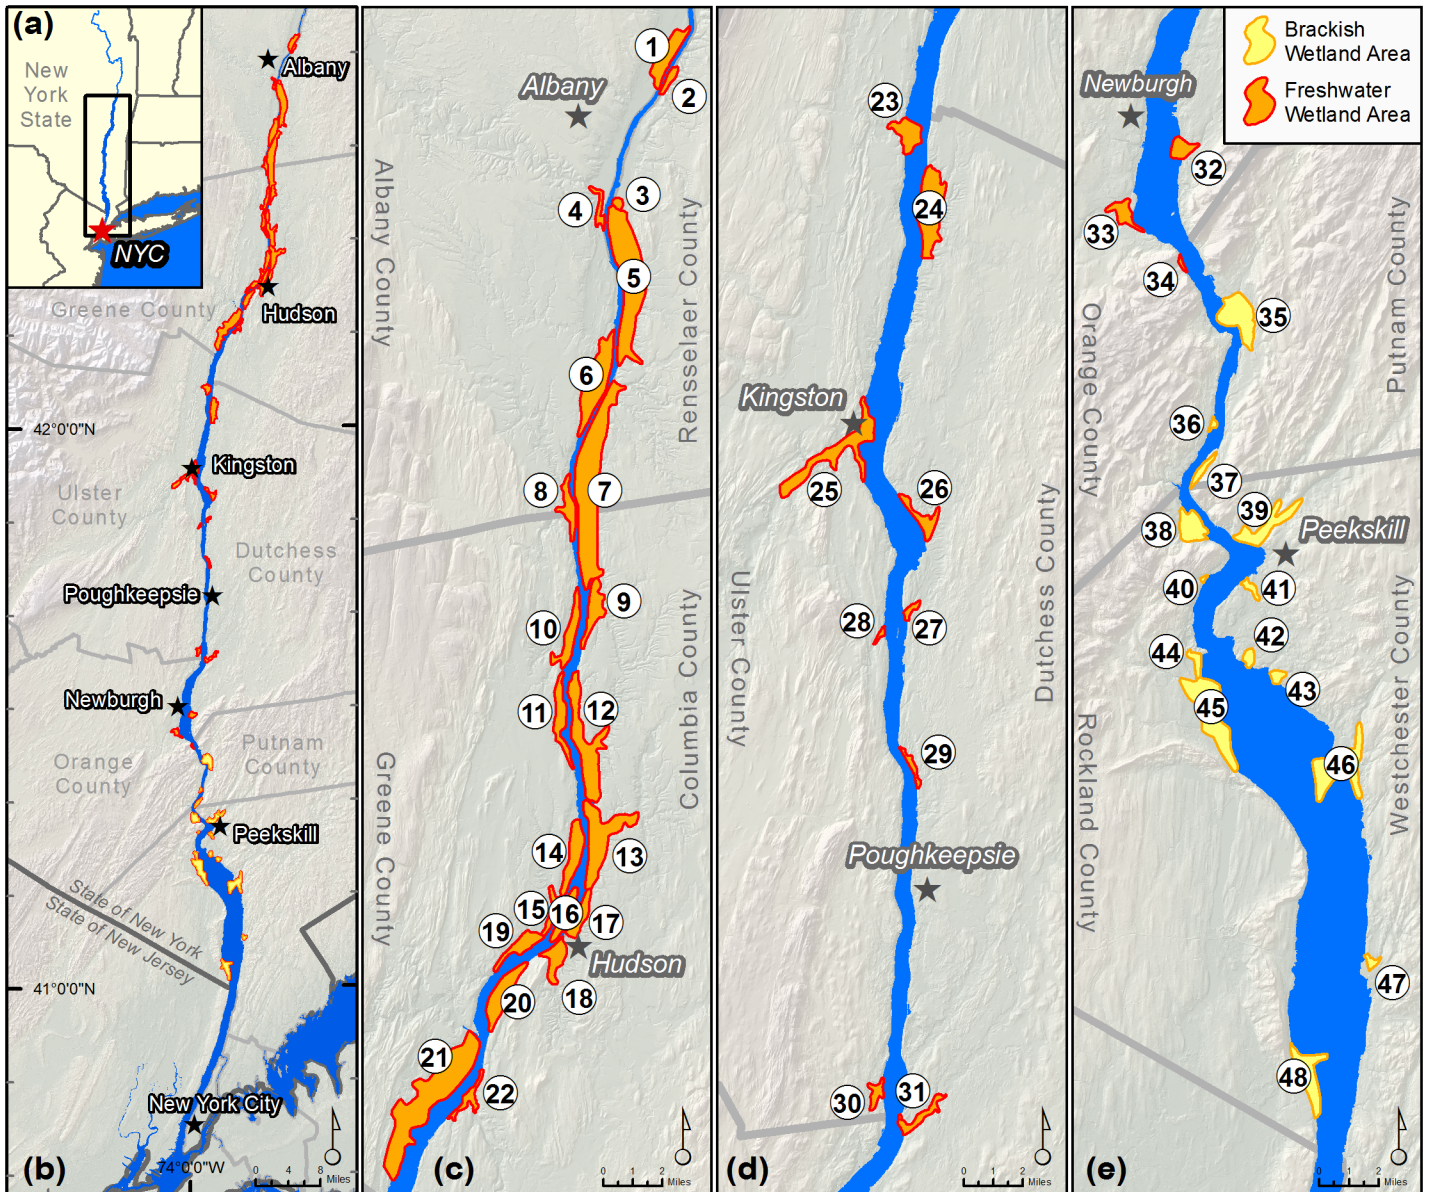 (a)
New
York
State
NYC
Albany
Hudson
Greene County
42°0'0"N
Kingston
Ulster
County
Dutchess
County
Poughkeepsie
Newburgh
Putnam
County
Orange
County
Peekskill
State of New York
State of New Jersey
41°0'0"N
New York City
74°0'0"W
0 4 8
Miles
(b)
1
2
Albany
3
4
5
Albany County
Rensselaer County
6
7
8
9
10
11
12
Columbia County
Greene County
13
14
15
16
17
18
19
Hudson
20
21
22
0 1 2
Miles
(c)
23
24
Kingston
25
26
27
28
Ulster County
Dutchess County
29
Poughkeepsie
30
31
0 1 2
Miles
(d)
Brackish
Wetland Area
Freshwater
Wetland Area
Newburgh
32
33
34
35
Orange County
Putnam County
36
37
38
39
Peekskill
40
41
42
43
44
45
46
Rockland County
Westchester County
47
48
0 1 2
Miles
(e)